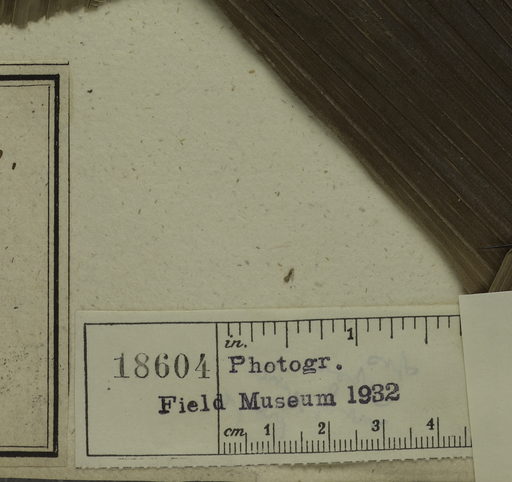 in. 1
18604 Photogr.
Field Museum 1932
cm 1 2 3 4